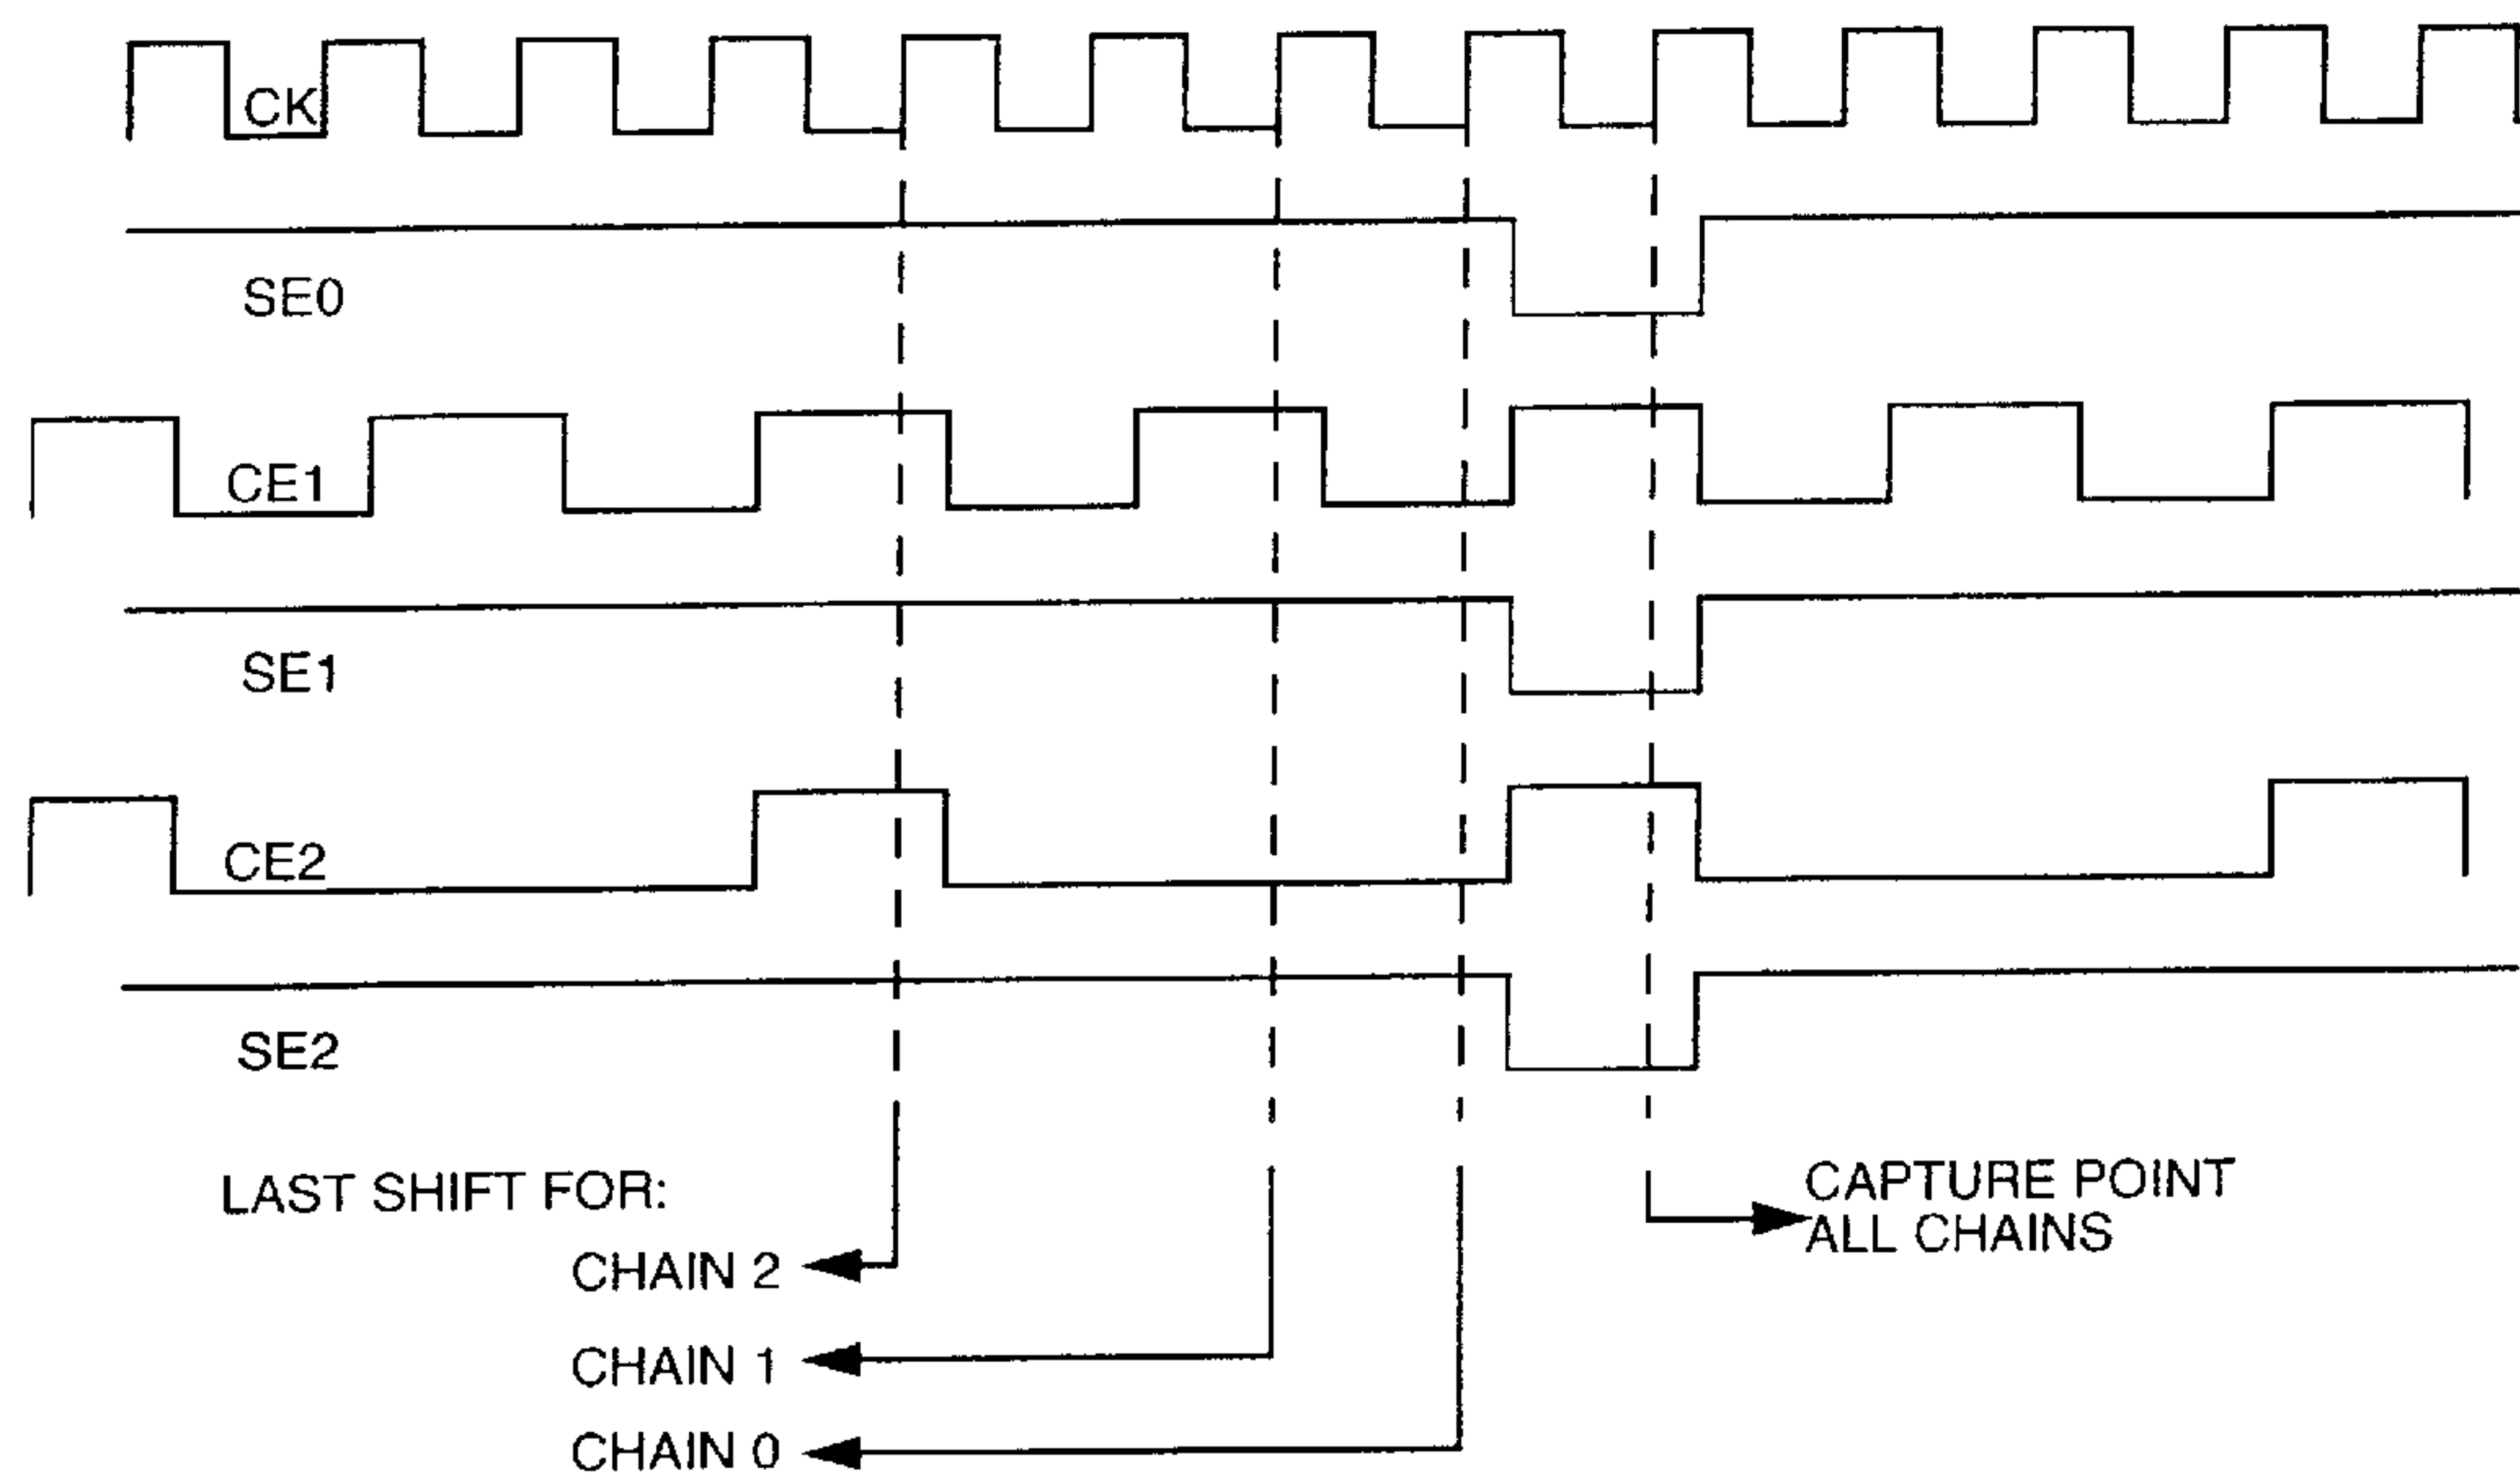 CK
SE0
CE1
SE1
CE2
SE2
LAST SHIFT FOR:
CHAIN 2
CHAIN 1
CHAIN 0
CAPTURE POINT
ALL CHAINS